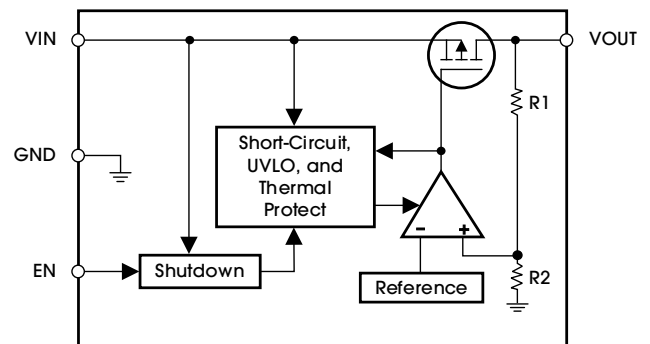 VIN
VOUT
R1
Short-Circuit,
UVLO, and
Thermal
Protect
GND
- +
EN
Shutdown
Reference
R2